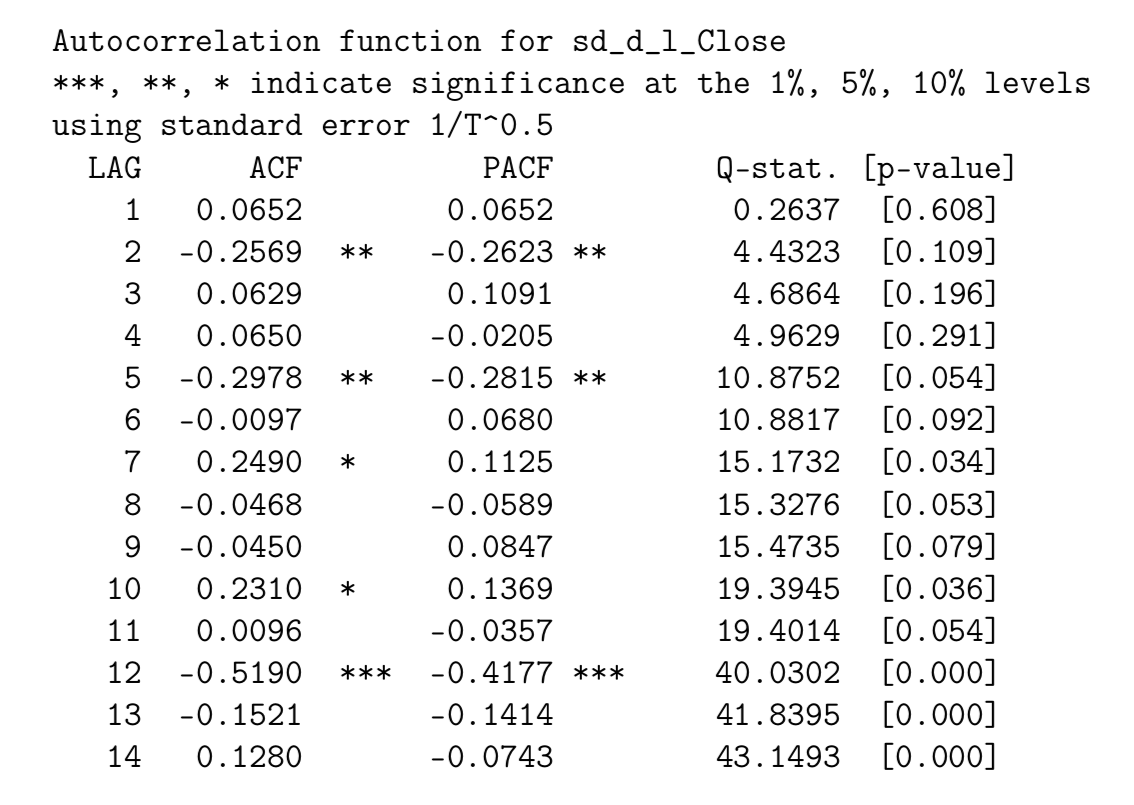 Autocorrelation function for sd_d_l_Close
***, **, * indicate significance at the 1%, 5%, 10% levels
using standard error 1/T^0.5
LAG ACF PACF Q-stat. [p-value]
1 0.0652 0.0652 0.2637 [0.608]
2 -0.2569 ** -0.2623 ** 4.4323 [0.109]
3 0.0629 0.1091 4.6864 [0.196]
4 0.0650 -0.0205 4.9629 [0.291]
5 -0.2978 ** -0.2815 ** 10.8752 [0.054]
6 -0.0097 0.0680 10.8817 [0.092]
7 0.2490 * 0.1125 15.1732 [0.034]
8 -0.0468 -0.0589 15.3276 [0.053]
9 -0.0450 0.0847 15.4735 [0.079]
10 0.2310 * 0.1369 19.3945 [0.036]
11 0.0096 -0.0357 19.4014 [0.054]
12 -0.5190 *** -0.4177 *** 40.0302 [0.000]
13 -0.1521 -0.1414 41.8395 [0.000]
14 0.1280 -0.0743 43.1493 [0.000]